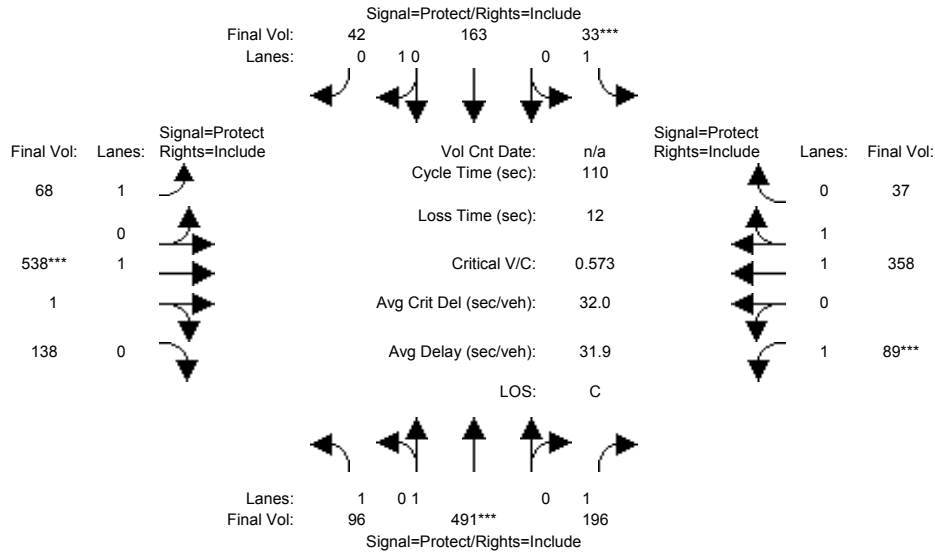 Signal=Protect/Rights=Include
Final Vol: 42 163 33***
Lanes: 0 1 0 0 1
Signal=Protect Signal=Protect
Final Vol: Lanes: Rights=Include Vol Cnt Date: n/a Rights=Include Lanes: Final Vol:
Cycle Time (sec): 110
68 1 0 37
Loss Time (sec): 12
0 1
538*** 1 Critical V/C: 0.573 1 358
1 Avg Crit Del (sec/veh): 32.0 0
138 0 Avg Delay (sec/veh): 31.9 1 89***
LOS: C
Lanes: 1 0 1 0 1
Final Vol: 96 491*** 196
Signal=Protect/Rights=Include